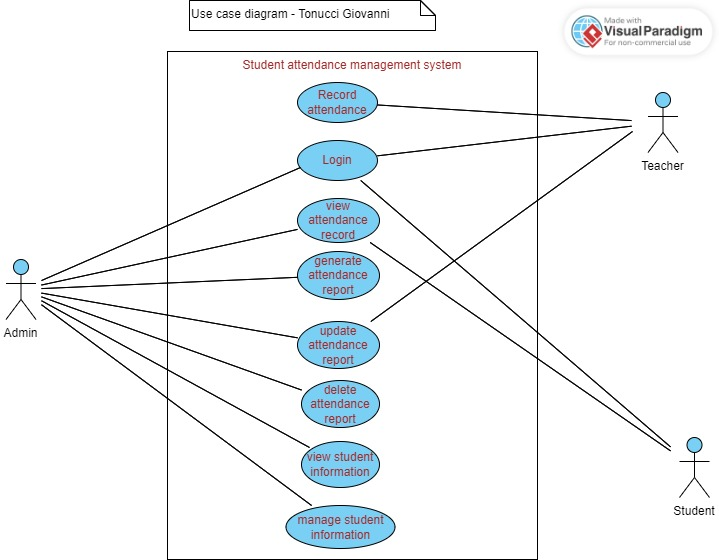 Use case diagram - Tonucci Giovanni
Made with
Visual Paradigm
For non-commercial use
Student attendance management system
Record
attendance
Login
view
attendance
record
generate
attendance
report
update
attendance
report
delete
attendance
report
view student
information
manage student
information
Teacher
Admin
Student